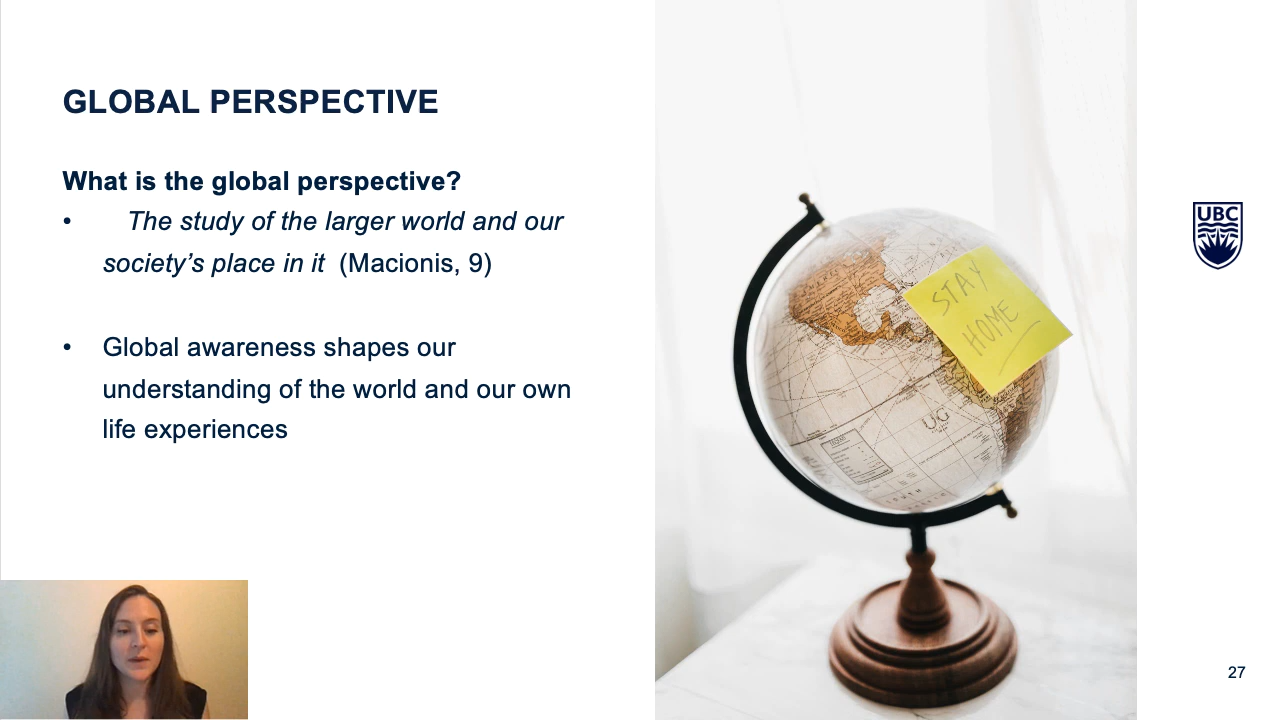 GLOBAL PERSPECTIVE
What is the global perspective?
• The study of the larger world and our
society’s place in it (Macionis, 9)
• Global awareness shapes our
understanding of the world and our own
life experiences
STAY
HOME
UG
UBC
27